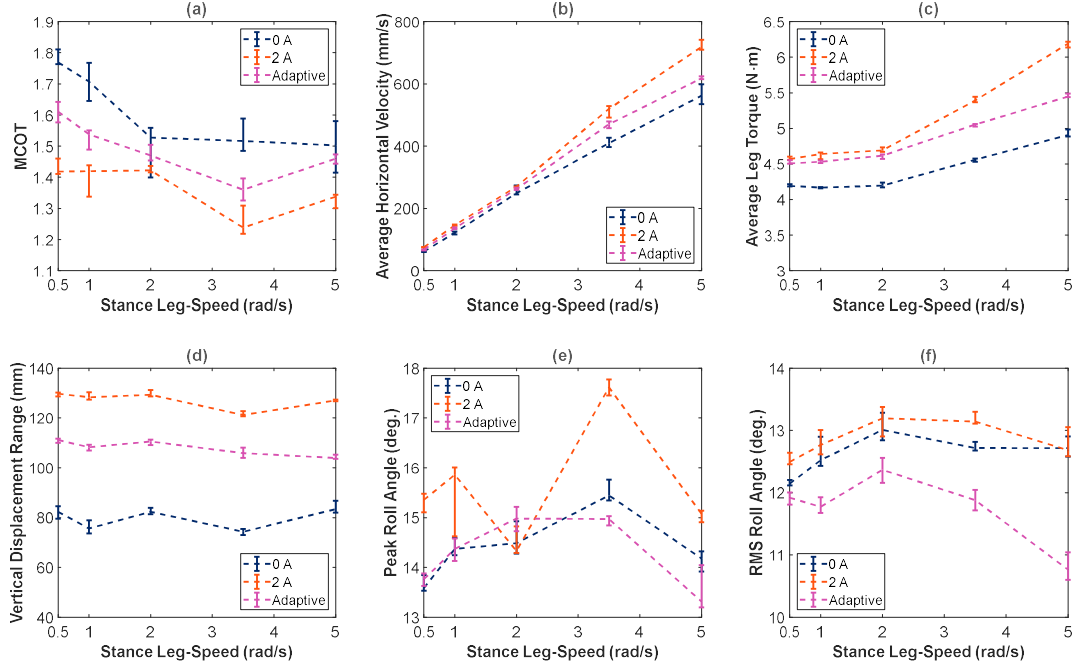 (a)
MCOT
1.9
1.8
1.7
1.6
1.5
1.4
1.3
1.2
1.1
0.5 1 2 3 4 5
Stance Leg-Speed (rad/s)
0 A
2 A
Adaptive
(b)
Average Horizontal Velocity (mm/s)
800
600
400
200
0
0.5 1 2 3 4 5
Stance Leg-Speed (rad/s)
0 A
2 A
Adaptive
(c)
Average Leg Torque (N·m)
6.5
6
5.5
5
4.5
4
3.5
3
0.5 1 2 3 4 5
Stance Leg-Speed (rad/s)
0 A
2 A
Adaptive
(d)
Vertical Displacement Range (mm)
140
120
100
80
60
40
0.5 1 2 3 4 5
Stance Leg-Speed (rad/s)
0 A
2 A
Adaptive
(e)
Peak Roll Angle (deg.)
18
17
16
15
14
13
0.5 1 2 3 4 5
Stance Leg-Speed (rad/s)
0 A
2 A
Adaptive
(f)
RMS Roll Angle (deg.)
14
13
12
11
10
0.5 1 2 3 4 5
Stance Leg-Speed (rad/s)
0 A
2 A
Adaptive